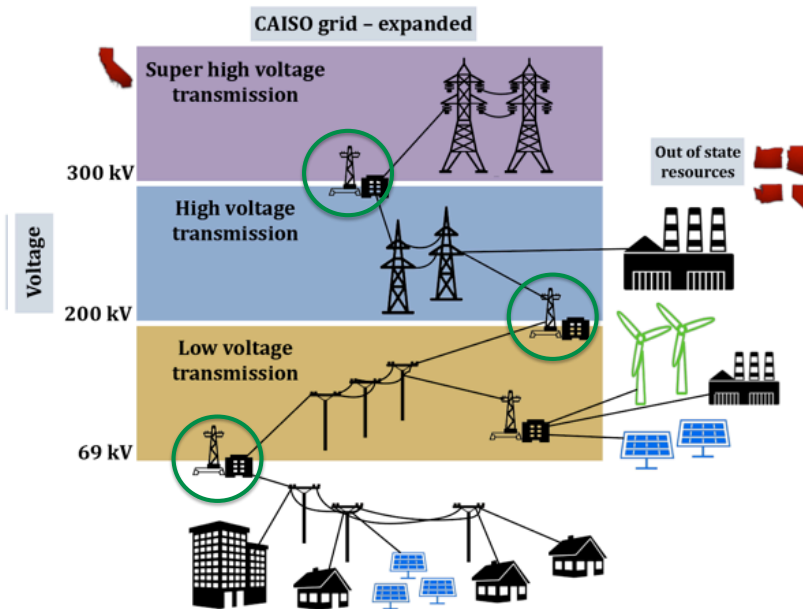 CAISO grid – expanded
Super high voltage
transmission
Out of state
resources
300 kV
High voltage
transmission
Voltage
200 kV
Low voltage
transmission
69 kV